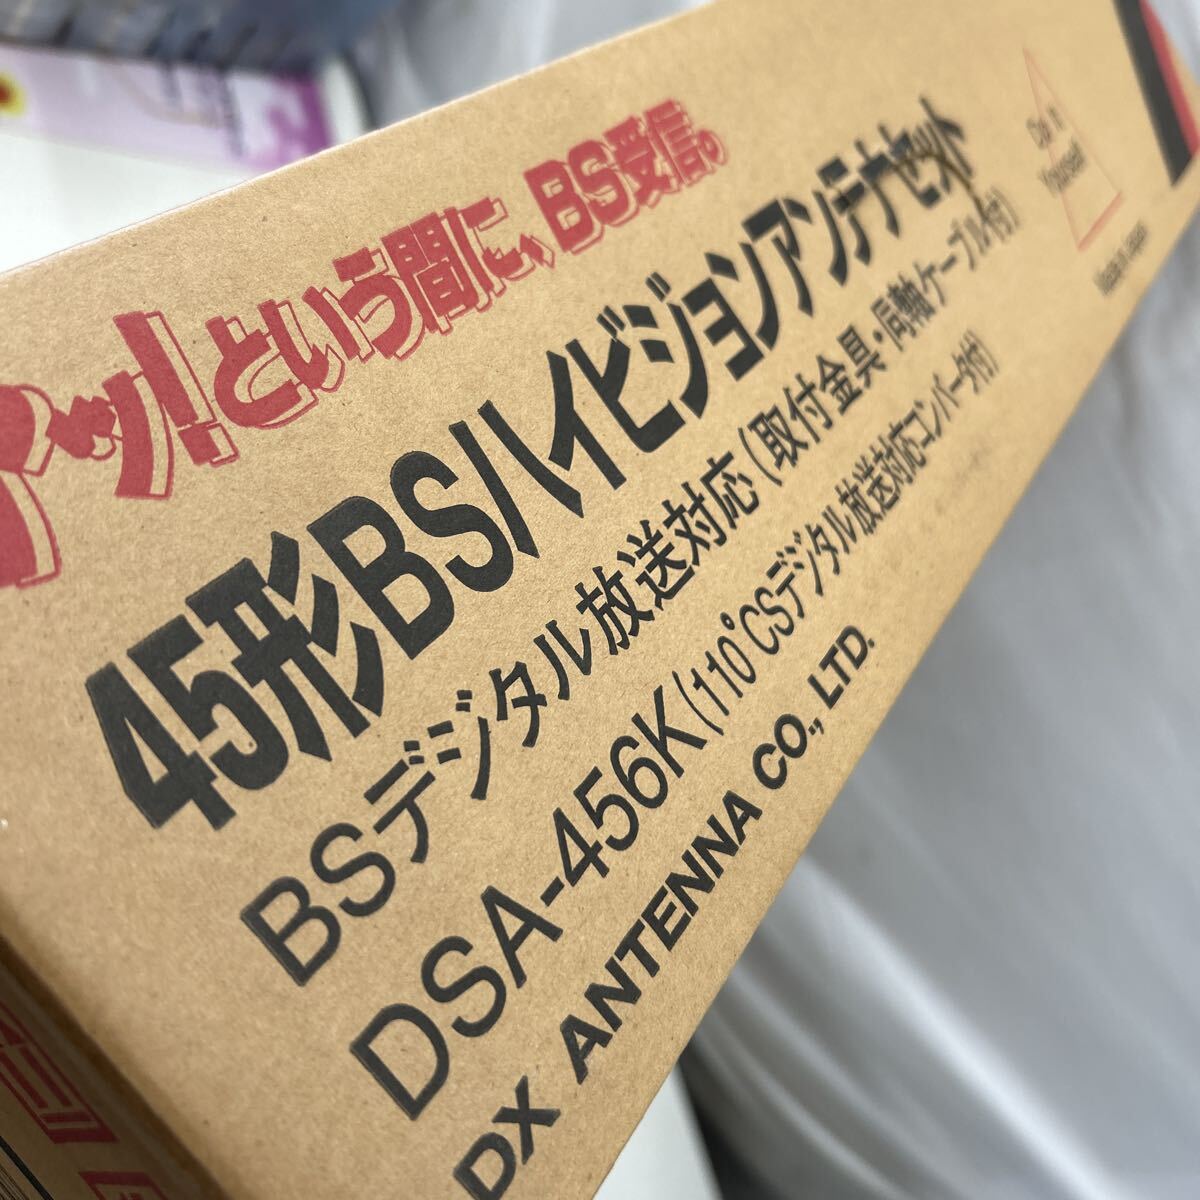 アッ!という間に、BS受信。
45形BS/ハイビジョンアンテナセット
BSデジタル放送対応(取付金具・同軸ケーブル付)
DSA-456K(110°CSデジタル放送対応コンバータ付)
DX ANTENNA CO., LTD.
Do it
Yourself
Made in Japan